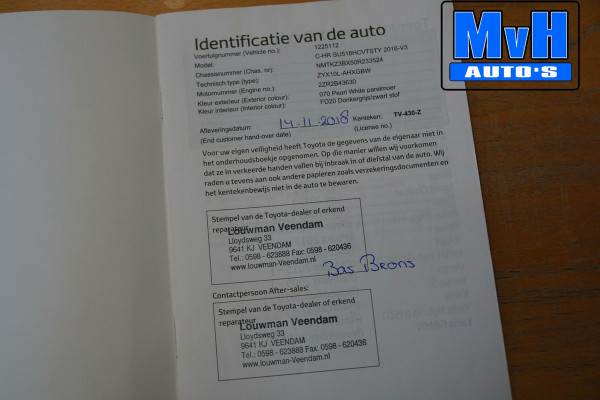 MvH
AUTO'S
Identificatie van de auto
Voertuignummer (Vehicle no.): 1225112
Model: C-HR SU518HCVTSTY 2016-V3
Chassisnummer (Chas. nr): NMTKZ3BX50R233524
Technisch type (type): ZYX10L-AHXGBW
Motornummer (Engine no.): 2ZR2B43630
Kleur exterieur (Exterior colour): 070 Pearl White parelmoer
Kleur interieur (Interior colour): FD20 Donkergrijs/zwart stof
Afleveringsdatum: 14-11-2018 Kenteken: TV-430-Z
(End customer hand-over date) (License no.)
Voor uw eigen veiligheid heeft Toyota de gegevens van de eigenaar niet in
het onderhoudsboekje opgenomen. Op die manier willen wij voorkomen
dat ze in verkeerde handen vallen bij inbraak in of diefstal van de auto. Wij
raden u tevens aan ook andere papieren zoals verzekeringsdocumenten en
het kentekenbewijs niet in de auto te bewaren.
Stempel van de Toyota-dealer of erkend
reparateur
Louwman Veendam
Lloydsweg 33
9641 KJ VEENDAM
Tel.: 0598 - 623888 Fax: 0598 - 620436
www.louwman-Veendam.nl
Bas Brons
Contactpersoon After-sales:
Stempel van de Toyota-dealer of erkend
reparateur
Louwman Veendam
Lloydsweg 33
9641 KJ VEENDAM
Tel.: 0598 - 623888 Fax: 0598 - 620436
www.louwman-Veendam.nl